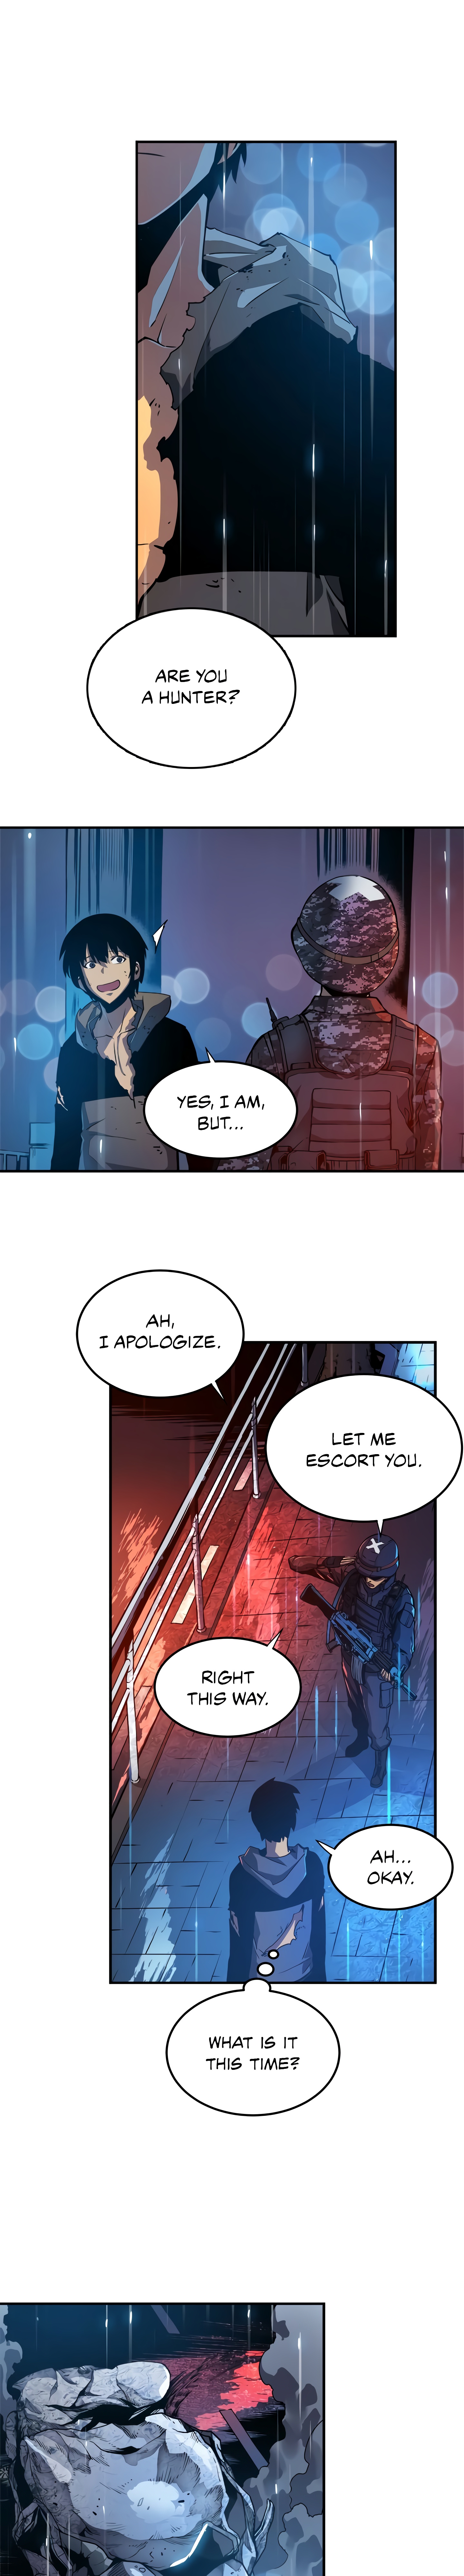 ARE YOU
A HUNTER?
YES, I AM,
BUT...
AH,
I APOLOGIZE.
LET ME
ESCORT YOU.
RIGHT
THIS WAY.
AH...
OKAY.
WHAT IS IT
THIS TIME?